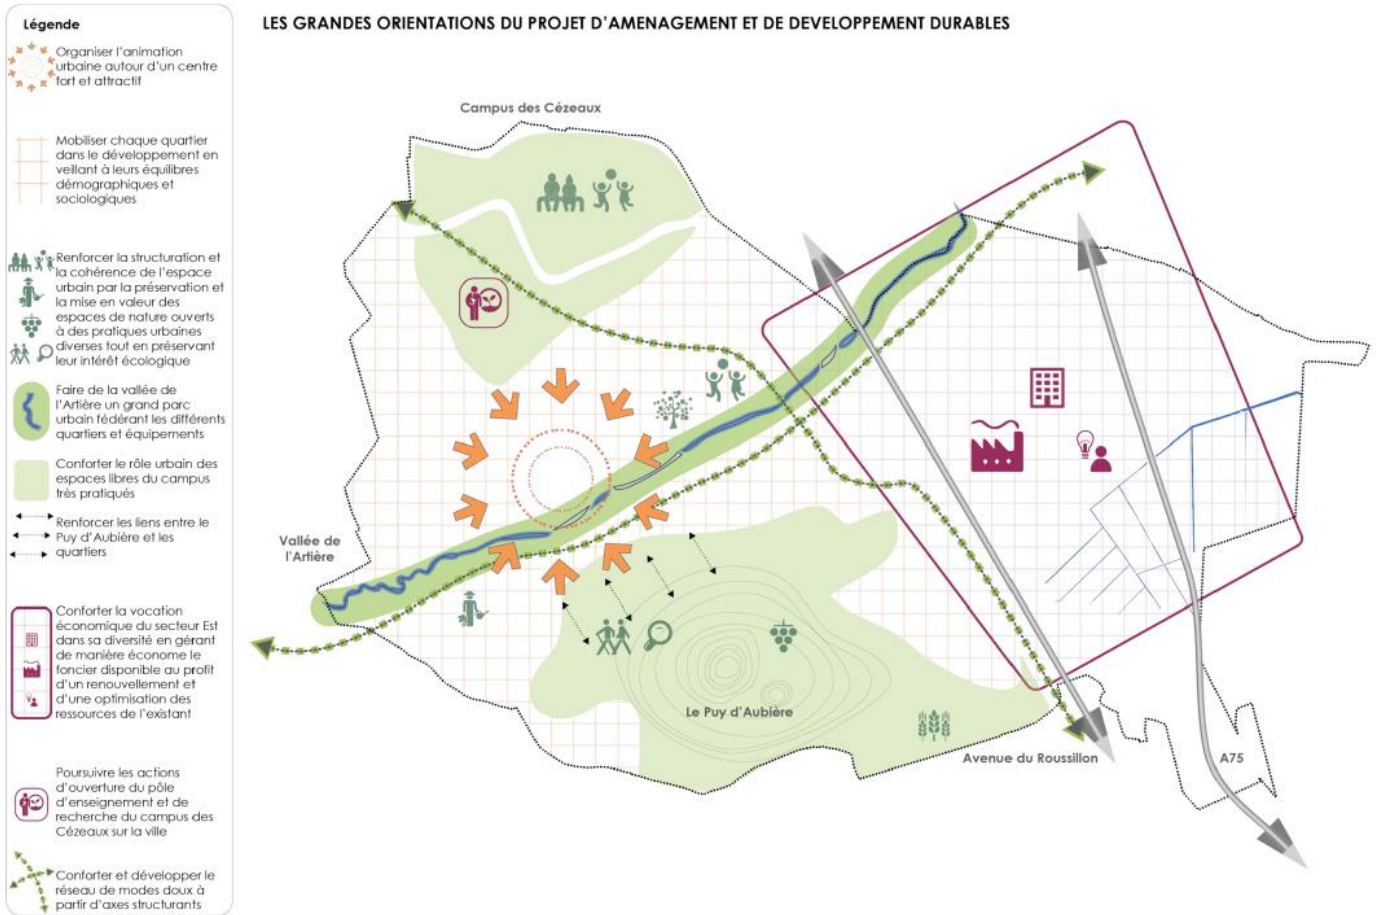 LES GRANDES ORIENTATIONS DU PROJET D'AMENAGEMENT ET DE DEVELOPPEMENT DURABLES
Légende
Organiser l'animation
urbaine autour d'un centre
fort et attractif
Mobiliser chaque quartier
dans le développement en
veillant à leurs équilibres
démographiques et
sociologiques
Renforcer la structuration et
la cohérence de l'espace
urbain par la préservation et
la mise en valeur des
espaces de nature ouverts
à des pratiques urbaines
diverses tout en préservant
leur intérêt écologique
Faire de la vallée de
l'Artière un grand parc
urbain fédérant les différents
quartiers et équipements
Conforter le rôle urbain des
espaces libres du campus
très pratiqués
Renforcer les liens entre le
Puy d'Aubière et les
quartiers
Conforter la vocation
économique du secteur Est
dans sa diversité en gérant
de manière économe le
foncier disponible au profit
d'un renouvellement et
d'une optimisation des
ressources de l'existant
Poursuivre les actions
d'ouverture du pôle
d'enseignement et de
recherche du campus des
Cézeaux sur la ville
Conforter et développer le
réseau de modes doux à
partir d'axes structurants
Campus des Cézeaux
Vallée de
l'Artière
Le Puy d'Aubière
Avenue du Roussillon
A75